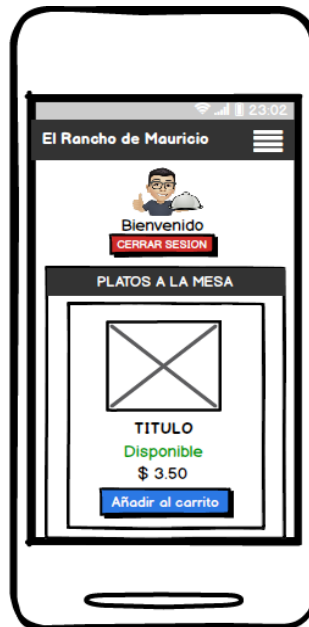 23:02
El Rancho de Mauricio
Bienvenido
CERRAR SESION
PLATOS A LA MESA
TITULO
Disponible
$ 3.50
Añadir al carrito